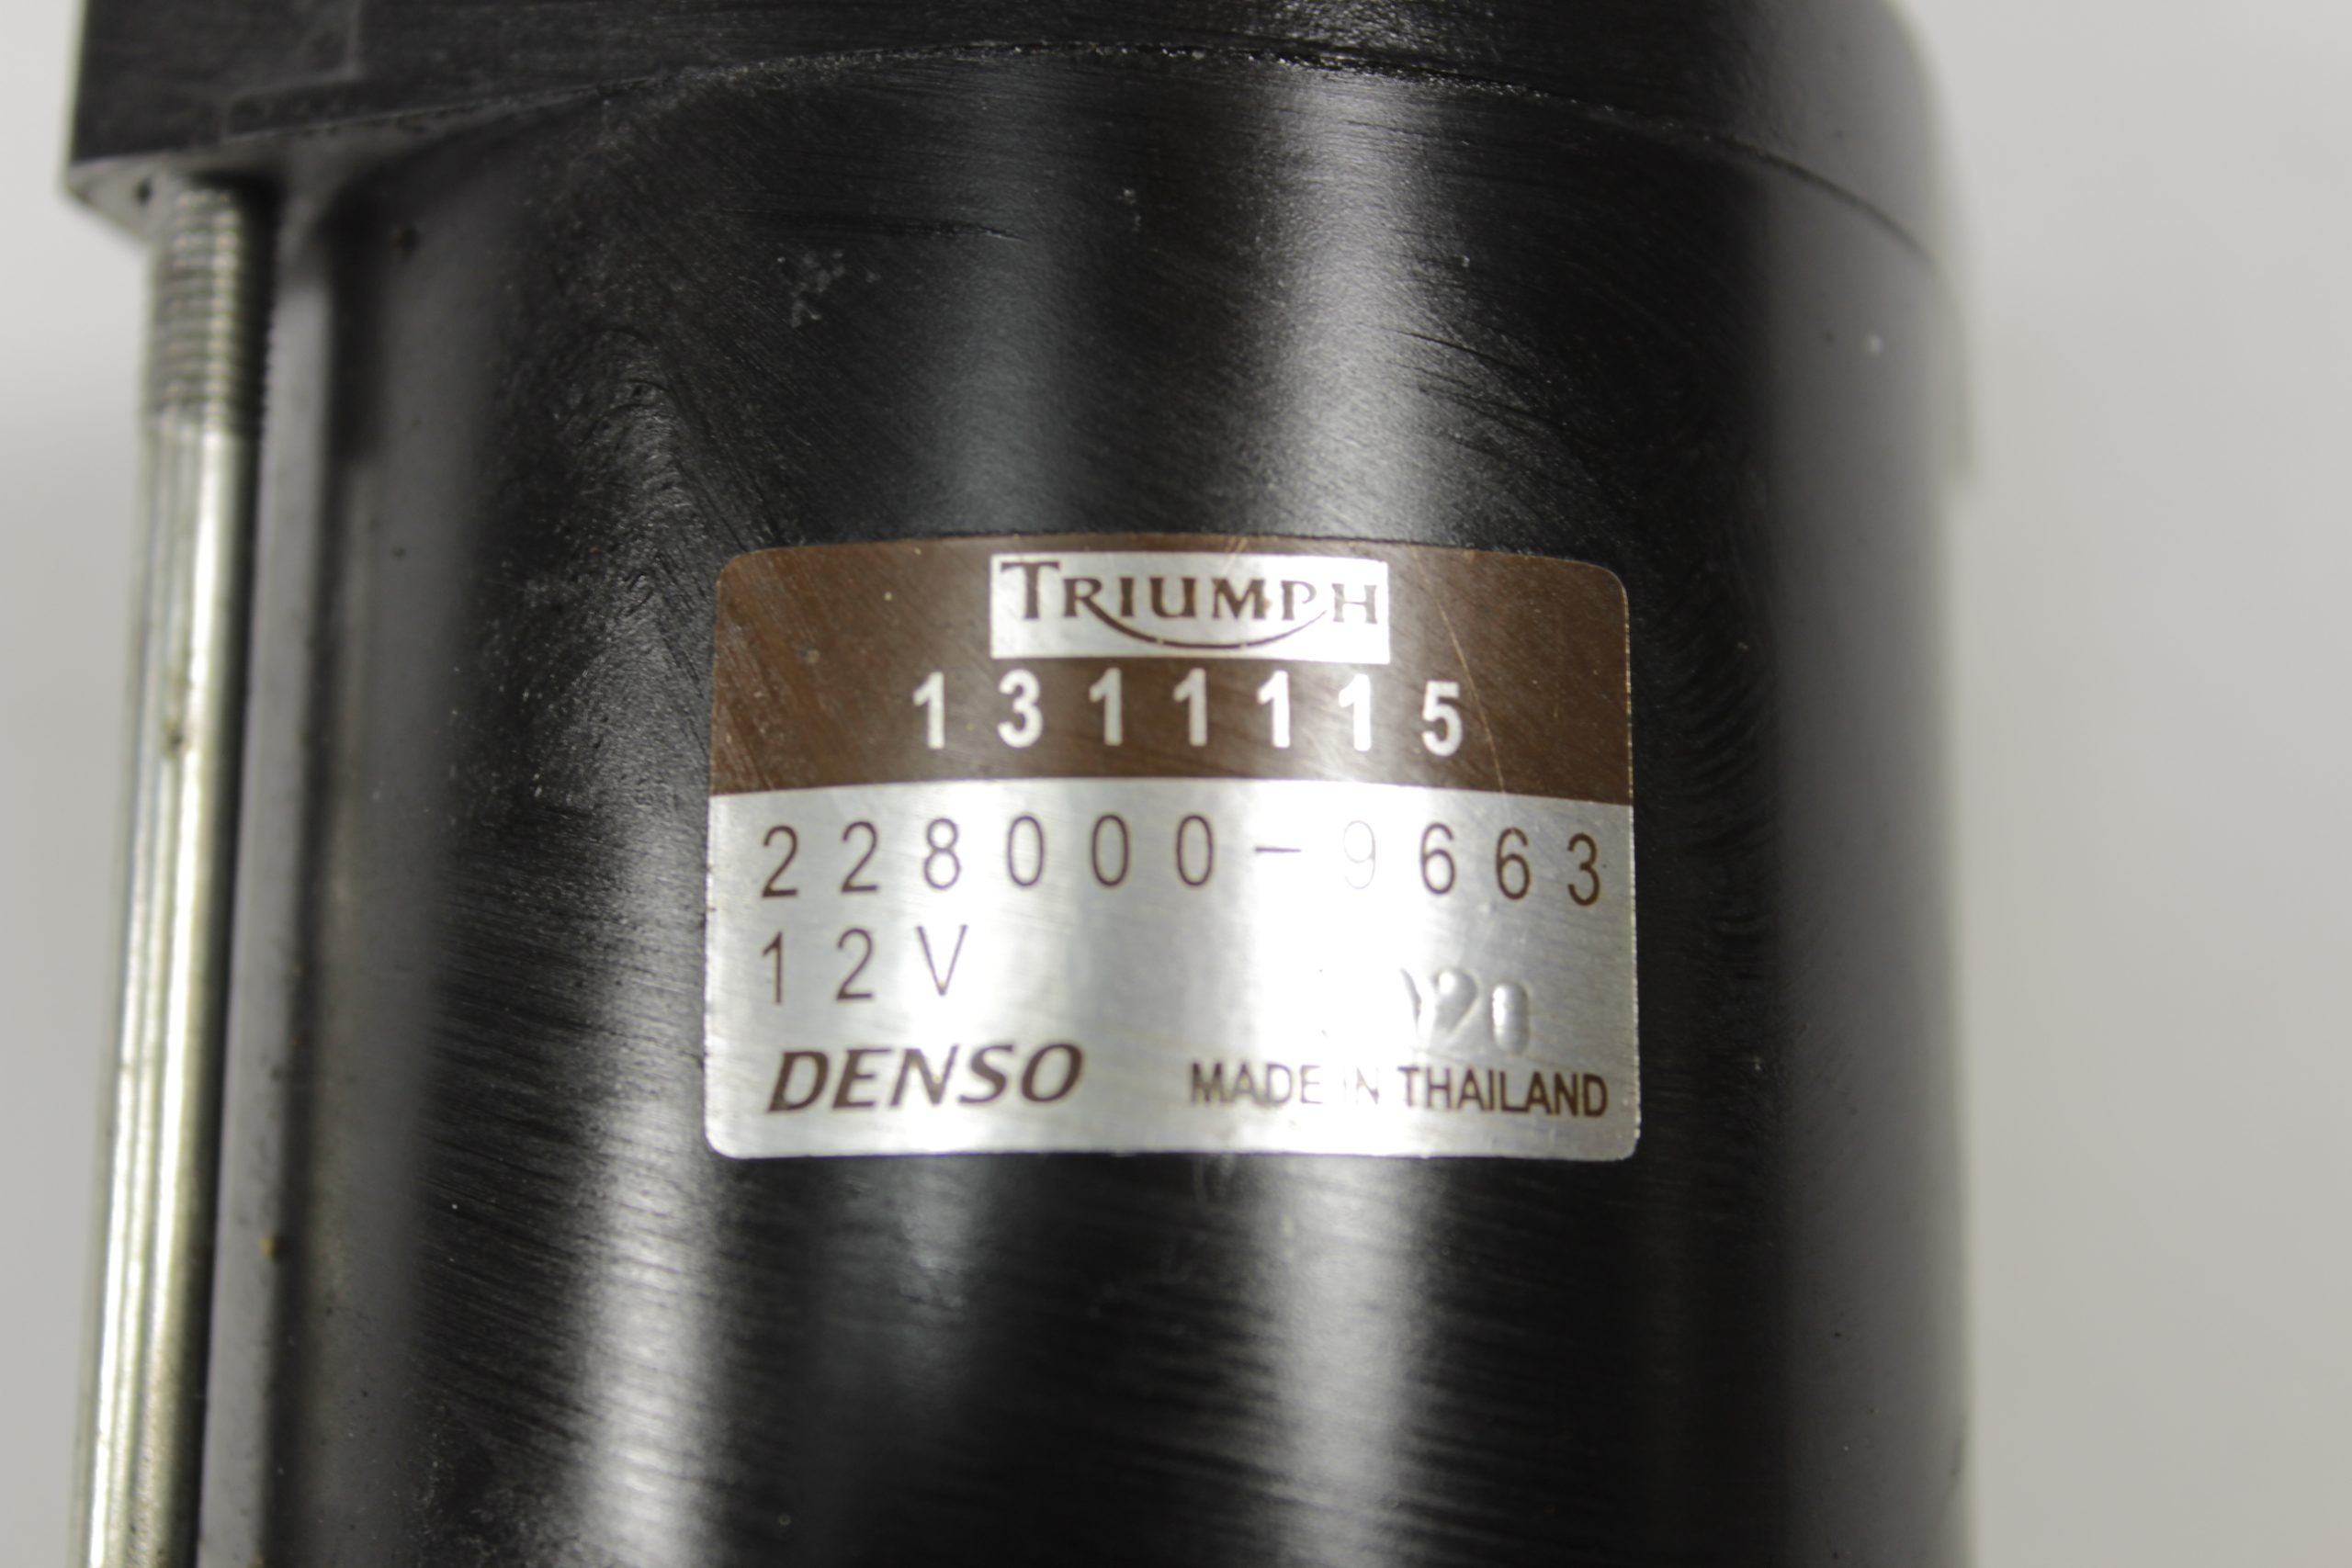 TRIUMPH
1311115
228000-9663
12V
DENSO MADE IN THAILAND